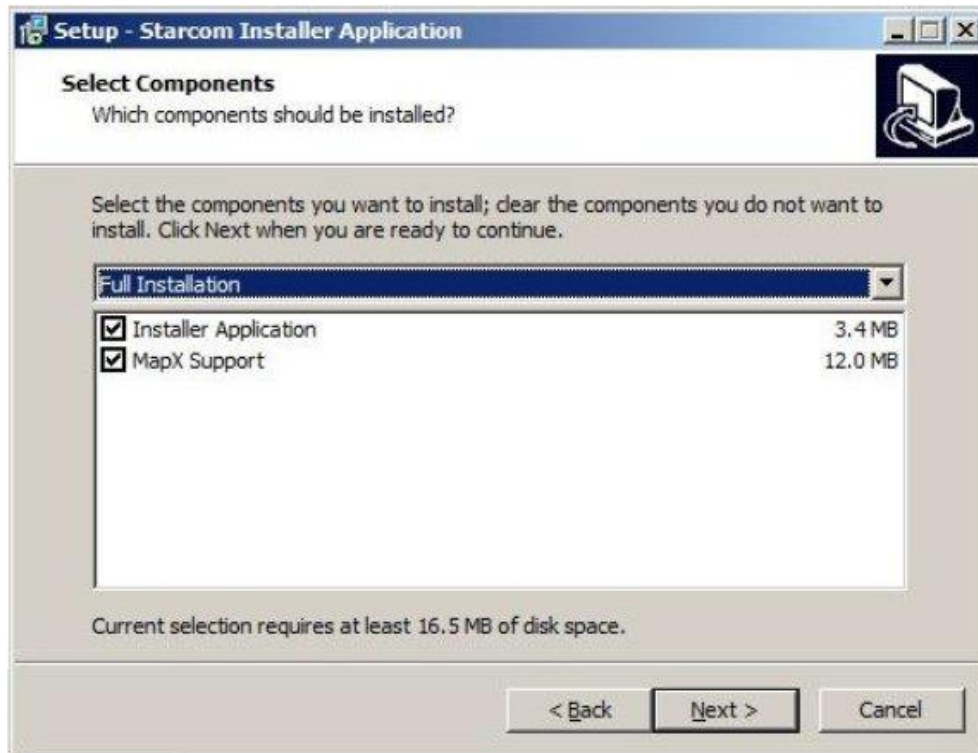 Setup - Starcom Installer Application
Select Components
Which components should be installed?
Select the components you want to install; clear the components you do not want to
install. Click Next when you are ready to continue.
Full Installation
Installer Application 3.4 MB
MapX Support 12.0 MB
Current selection requires at least 16.5 MB of disk space.
< Back Next > Cancel